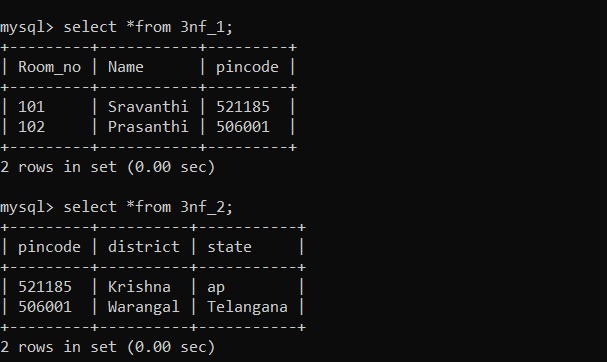 mysql> select *from 3nf_1;
+---------+-----------+---------+
| Room_no | Name      | pincode |
+---------+-----------+---------+
| 101     | Sravanthi | 521185  |
| 102     | Prasanthi | 506001  |
+---------+-----------+---------+
2 rows in set (0.00 sec)

mysql> select *from 3nf_2;
+---------+----------+-----------+
| pincode | district | state     |
+---------+----------+-----------+
| 521185  | Krishna  | ap        |
| 506001  | Warangal | Telangana |
+---------+----------+-----------+
2 rows in set (0.00 sec)